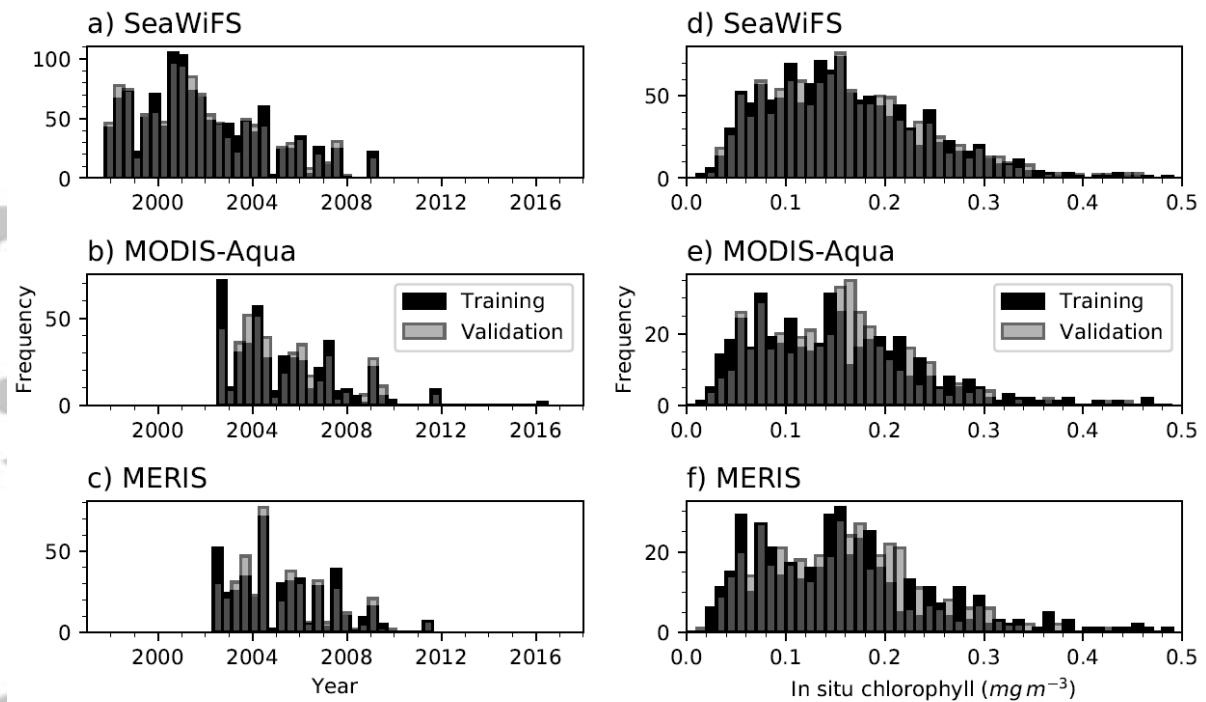 a) SeaWiFS
100
50
0
2000 2004 2008 2012 2016
b) MODIS-Aqua
Frequency
50
0
Training
Validation
2000 2004 2008 2012 2016
c) MERIS
50
0
2000 2004 2008 2012 2016
Year
d) SeaWiFS
50
0
0.0 0.1 0.2 0.3 0.4 0.5
e) MODIS-Aqua
Frequency
20
0
Training
Validation
0.0 0.1 0.2 0.3 0.4 0.5
f) MERIS
20
0
0.0 0.1 0.2 0.3 0.4 0.5
In situ chlorophyll (mg m⁻³)